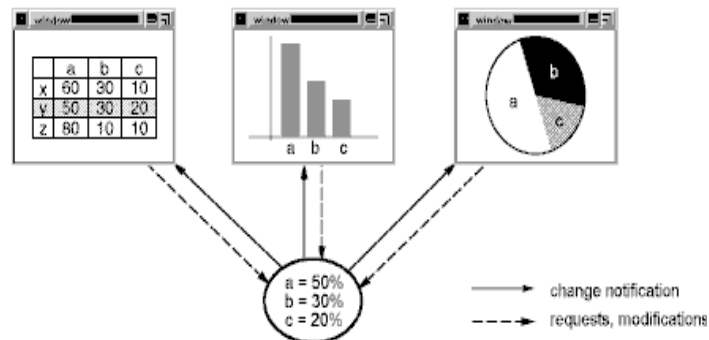 window
window
window
a b c
x 60 30 10
y 50 30 20
z 80 10 10
a b c
a
b
c
a = 50%
b = 30%
c = 20%
change notification
requests, modifications